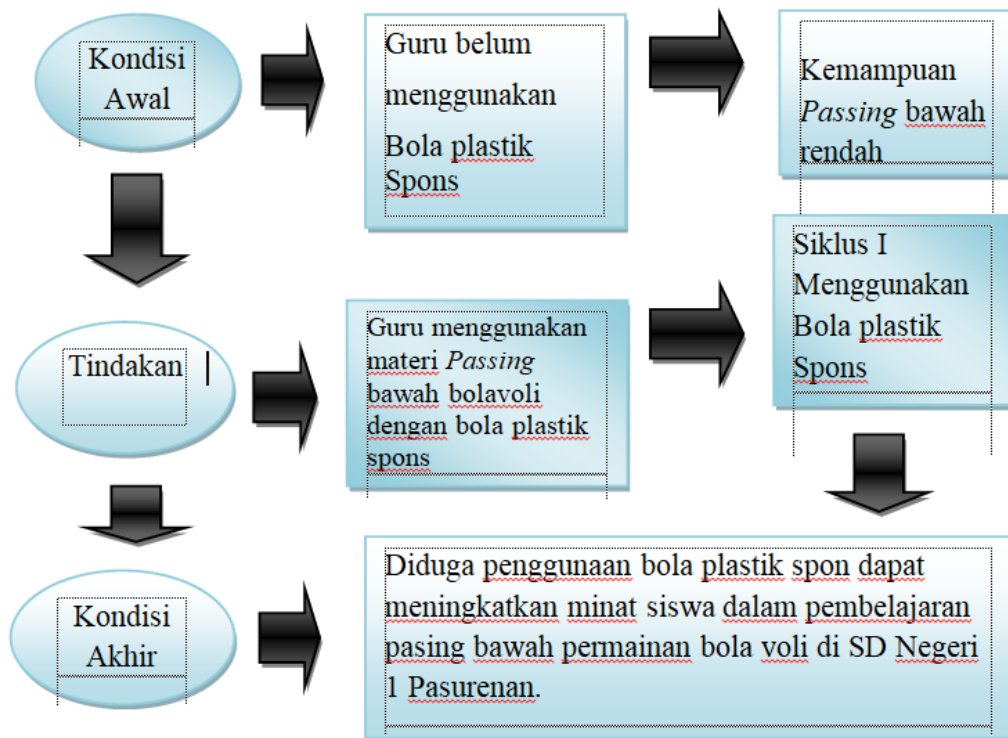 Kondisi
Awal
Guru belum
menggunakan
Bola plastik
Spons
Kemampuan
Passing bawah
rendah
Tindakan
Guru menggunakan
materi Passing
bawah bolavoli
dengan bola plastik
spons
Siklus I
Menggunakan
Bola plastik
Spons
Kondisi
Akhir
Diduga penggunaan bola plastik spon dapat
meningkatkan minat siswa dalam pembelajaran
pasing bawah permainan bola voli di SD Negeri
1 Pasurenan.